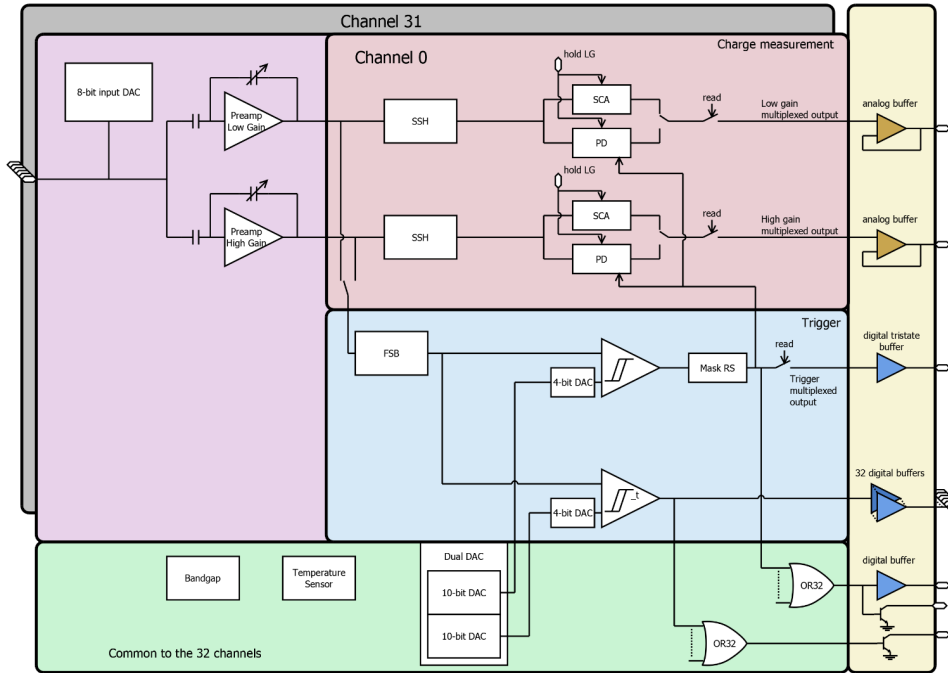 Channel 31
Channel 0
Charge measurement
8-bit input DAC
Preamp
Low Gain
SSH
hold LG
SCA
PD
read
Low gain
multiplexed output
analog buffer
Preamp
High Gain
SSH
hold LG
SCA
PD
read
High gain
multiplexed output
analog buffer
Trigger
FSB
4-bit DAC
Mask RS
read
Trigger
multiplexed
output
digital tristate
buffer
4-bit DAC
_t
32 digital buffers
Bandgap
Temperature
Sensor
Dual DAC
10-bit DAC
10-bit DAC
OR32
digital buffer
OR32
Common to the 32 channels